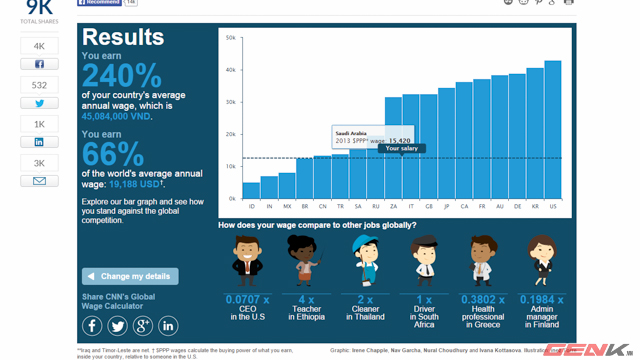 9K
TOTAL SHARES
4K
532
1K
3K
Recommend
14k
Results
You earn
240%
of your country's average
annual wage, which is
45,084,000 VND.
You earn
66%
of the world's average annual
wage: 19,188 USD†.
Explore our bar graph and see how
you stand against the global
competition.
Change my details
Share CNN's Global
Wage Calculator
50k
40k
30k
20k
10k
0k
Saudi Arabia
2013 $PPP* wage 15,420
Your salary
ID IN MX BR CN TR SA RU ZA IT GB JP CA FR AU DE KR US
How does your wage compare to other jobs globally?
0.0707 x
CEO
in the U.S
4 x
Teacher
in Ethiopia
2 x
Cleaner
in Thailand
1 x
Driver
in South
Africa
0.3802 x
Health
professional
in Greece
0.1984 x
Admin
manager
in Finland
**Iraq and Timor-Leste are net. † $PPP wages calculate the buying power of what you earn,
inside your country, relative to someone in the U.S.
Graphic: Irene Chapple, Nav Garcha, Nural Choudhury and Ivana Kottasova. Illustration
GENK